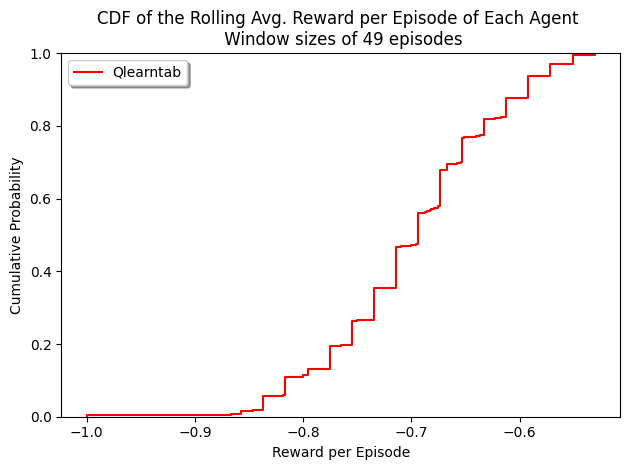 CDF of the Rolling Avg. Reward per Episode of Each Agent
Window sizes of 49 episodes
Qlearntab
Cumulative Probability
1.0
0.8
0.6
0.4
0.2
0.0
−1.0 −0.9 −0.8 −0.7 −0.6
Reward per Episode